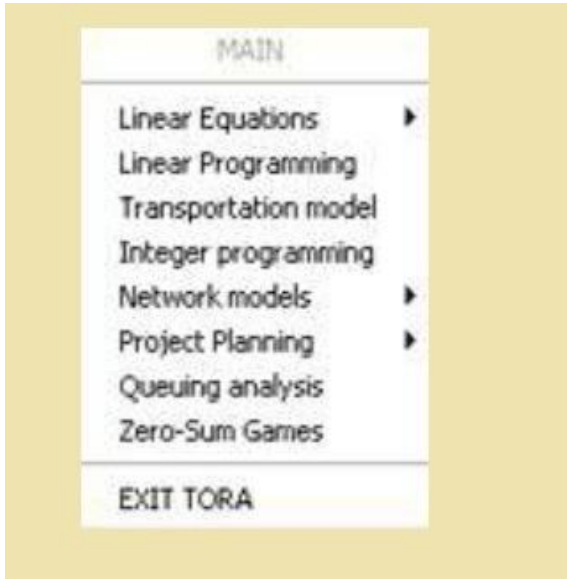 MAIN
Linear Equations
Linear Programming
Transportation model
Integer programming
Network models
Project Planning
Queuing analysis
Zero-Sum Games
EXIT TORA